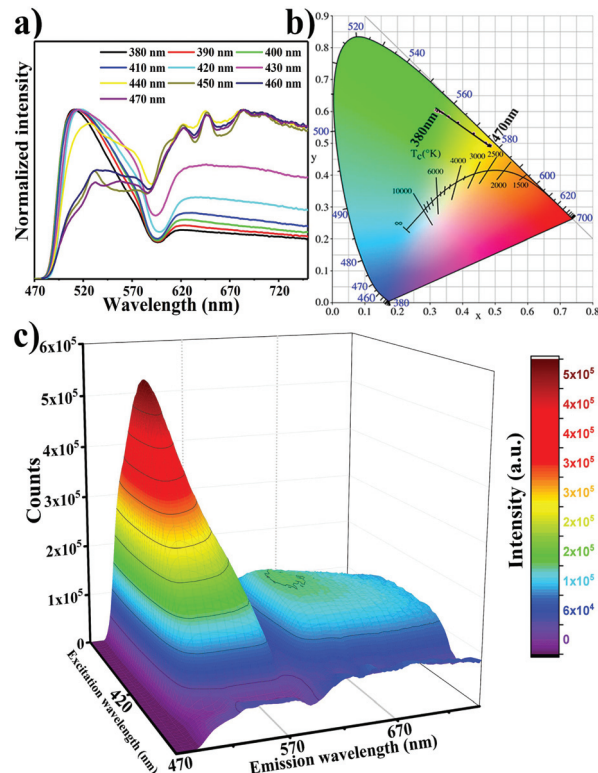 a)
Normalized intensity
380 nm 390 nm 400 nm
410 nm 420 nm 430 nm
440 nm 450 nm 460 nm
470 nm
470 520 570 620 670 720
Wavelength (nm)
b)
0.9
0.8
0.7
0.6
0.5
y
0.4
0.3
0.2
0.1
0.0
520
540
560
500
580
600
620
700
490
480
470
460
380
380nm
470nm
Tc(°K)
10000
6000
4000
3000
2500
2000
1500
∞
0.0 0.1 0.2 0.3 0.4 0.5 0.6 0.7 0.8
x
c)
Counts
6x10⁵
5x10⁵
4x10⁵
3x10⁵
2x10⁵
1x10⁵
0
Excitation wavelength (nm)
420
470
570
670
Emission wavelength (nm)
Intensity (a.u.)
5x10⁵
4x10⁵
4x10⁵
3x10⁵
3x10⁵
2x10⁵
2x10⁵
1x10⁵
6x10⁴
0